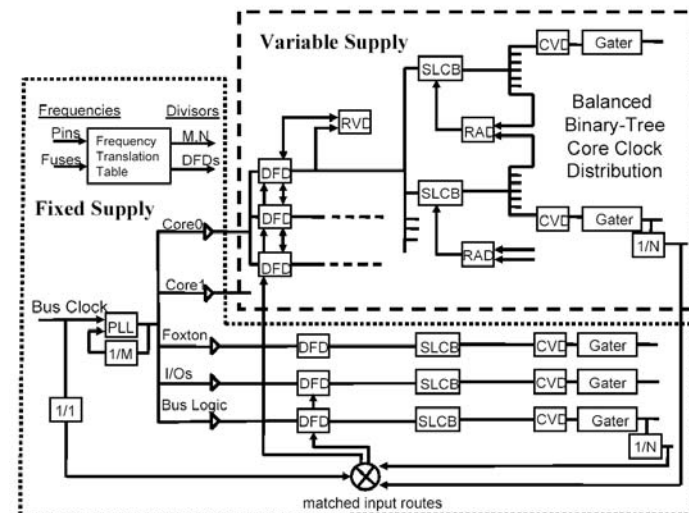 Variable Supply
CVD
Gater
SLCB
Frequencies
Divisors
RVD
Balanced
Binary-Tree
Core Clock
Distribution
Pins
Frequency
Translation
Table
M,N
Fuses
DFDs
RAD
DFD
SLCB
Fixed Supply
Core0
DFD
CVD
Gater
1/N
DFD
RAD
Core1
Bus Clock
PLL
1/M
Foxton
DFD
SLCB
CVD
Gater
I/Os
DFD
SLCB
CVD
Gater
1/1
Bus Logic
DFD
SLCB
CVD
Gater
1/N
matched input routes